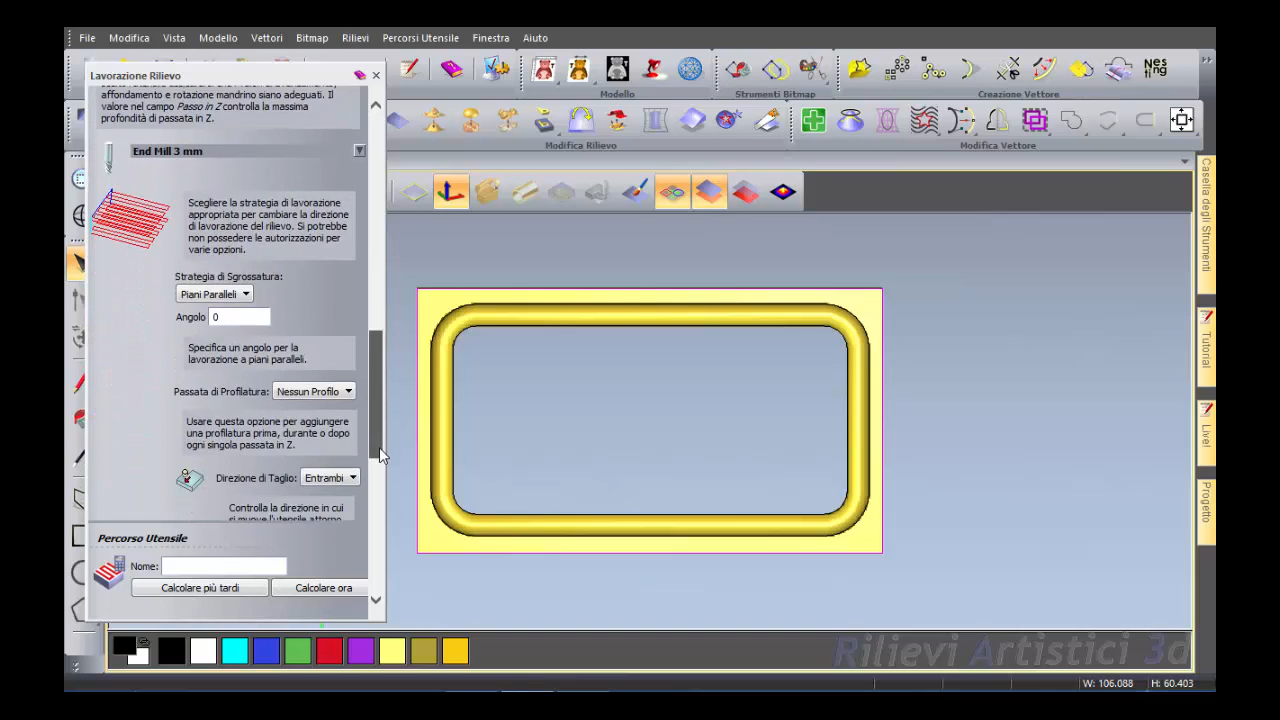 File Modifica Vista Modello Vettori Bitmap Rilievi Percorsi Utensile Finestra Aiuto
Lavorazione Rilievo
Nes
ting
Modello
Strumenti Bitmap
Creazione Vettore
affondamento e rotazione mandrino siano adeguati. Il
valore nel campo Passo in Z controlla la massima
profondità di passata in Z.
Modifica Rilievo
Modifica Vettore
End Mill 3 mm
Scegliere la strategia di lavorazione
appropriata per cambiare la direzione
di lavorazione del rilievo. Si potrebbe
non possedere le autorizzazioni per
varie opzioni.
Strategia di Sgrossatura:
Piani Paralleli
Angolo 0
Specifica un angolo per la
lavorazione a piani paralleli.
Passata di Profilatura: Nessun Profilo
Usare questa opzione per aggiungere
una profilatura prima, durante o dopo
ogni singola passata in Z.
Direzione di Taglio: Entrambi
Controlla la direzione in cui
si muove l'utensile attorno
Percorso Utensile
Nome:
Calcolare più tardi Calcolare ora
Casella degli Strumenti
Tutorial
Livelli
Progetto
Rilievi Artistici 3d
W: 106.088 H: 60.403